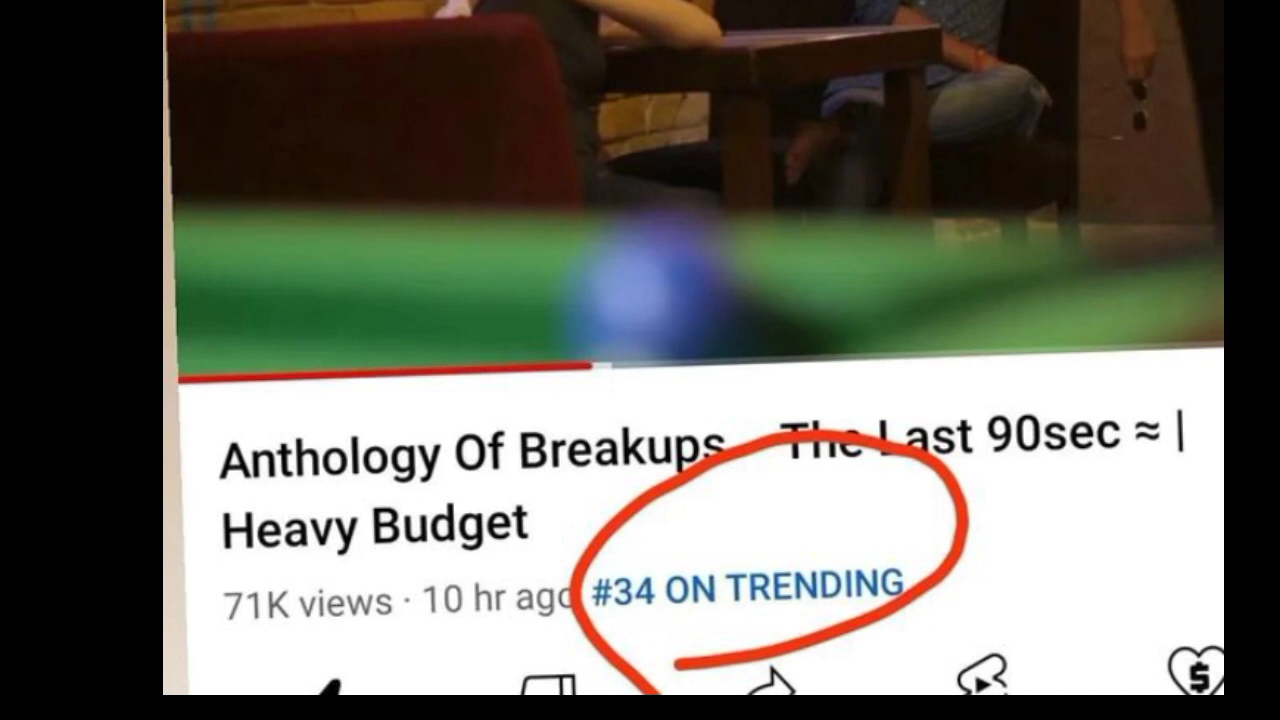 Anthology Of Breakups The Last 90sec ≈ |
Heavy Budget
71K views · 10 hr ago #34 ON TRENDING
$